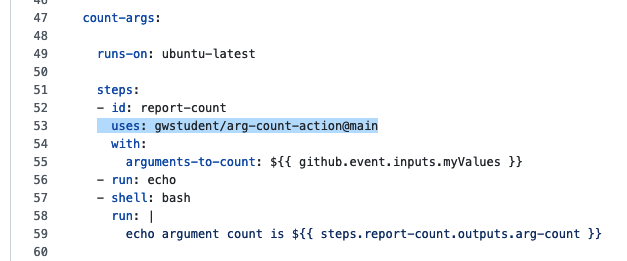 47 count-args:
48
49 runs-on: ubuntu-latest
50
51 steps:
52 - id: report-count
53 uses: gwstudent/arg-count-action@main
54 with:
55 arguments-to-count: ${{ github.event.inputs.myValues }}
56 - run: echo
57 - shell: bash
58 run: |
59 echo argument count is ${{ steps.report-count.outputs.arg-count }}
60